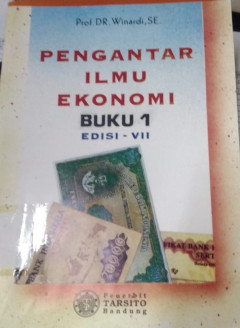 Prof. DR. Winardi, SE.
PENGANTAR
ILMU
EKONOMI
BUKU 1
EDISI - VII
Penerbit
TARSITO
Bandung